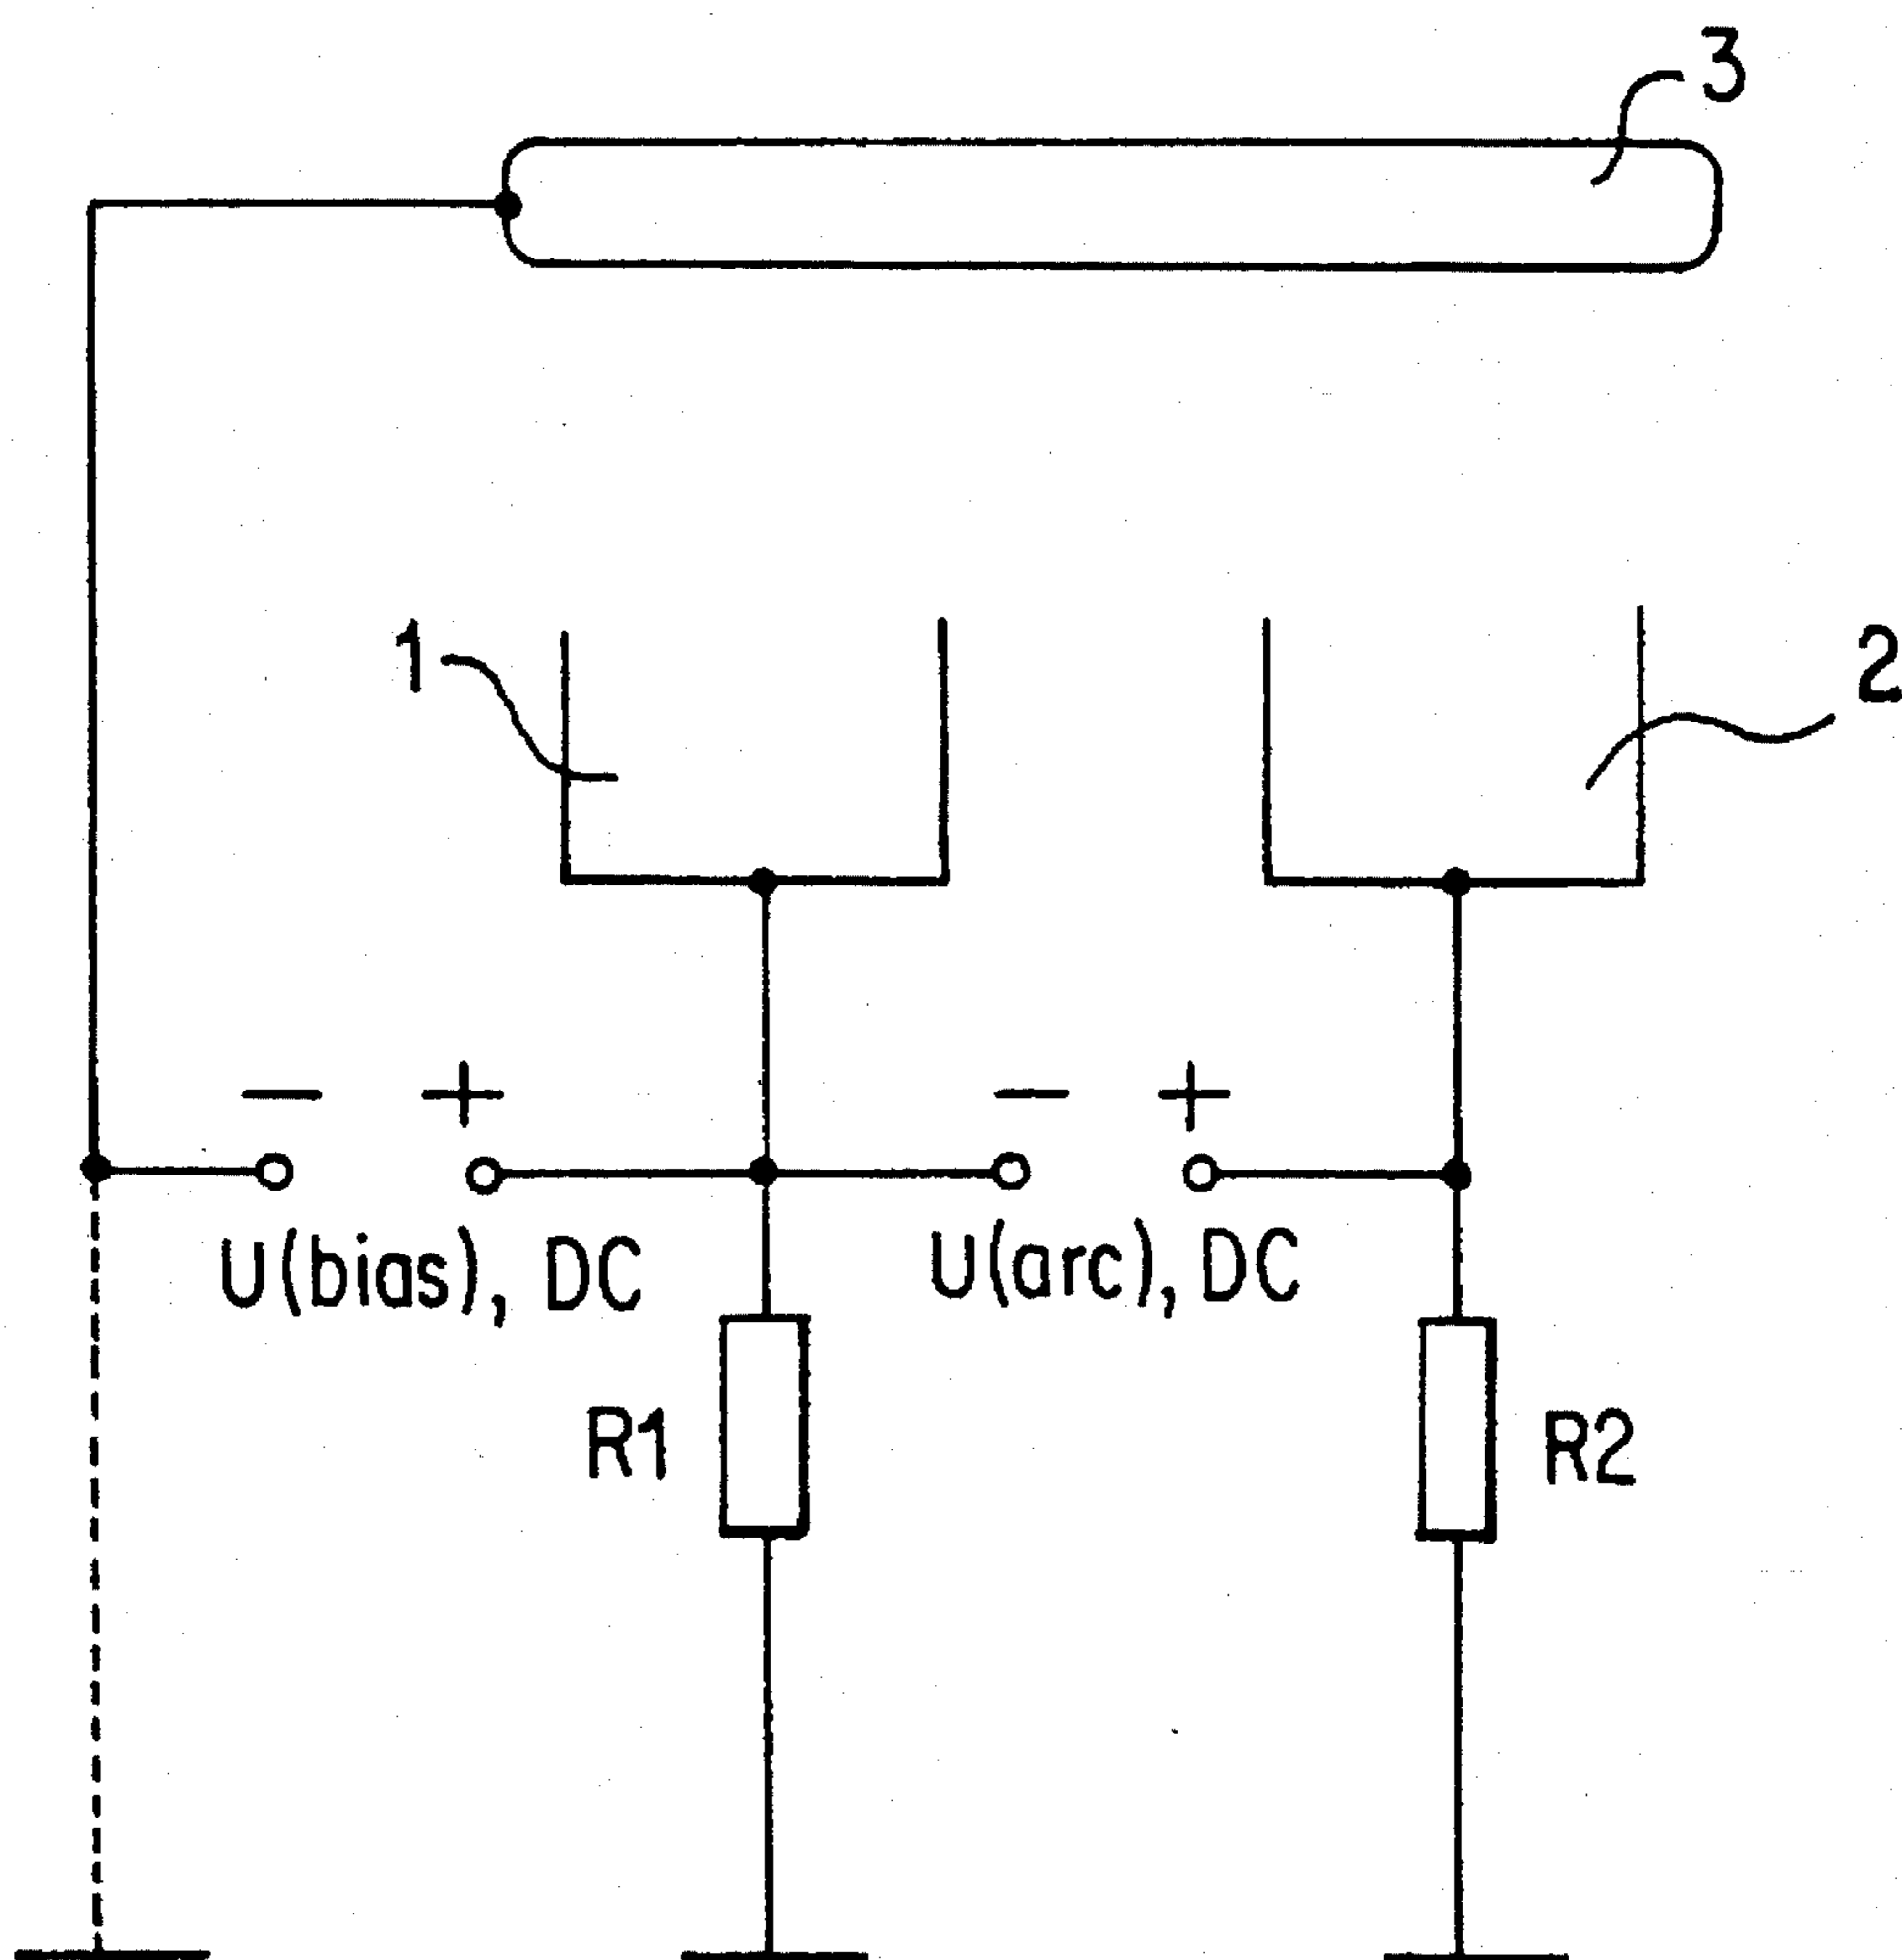 3
1
2
− + − +
U(bias), DC U(arc), DC
R1 R2